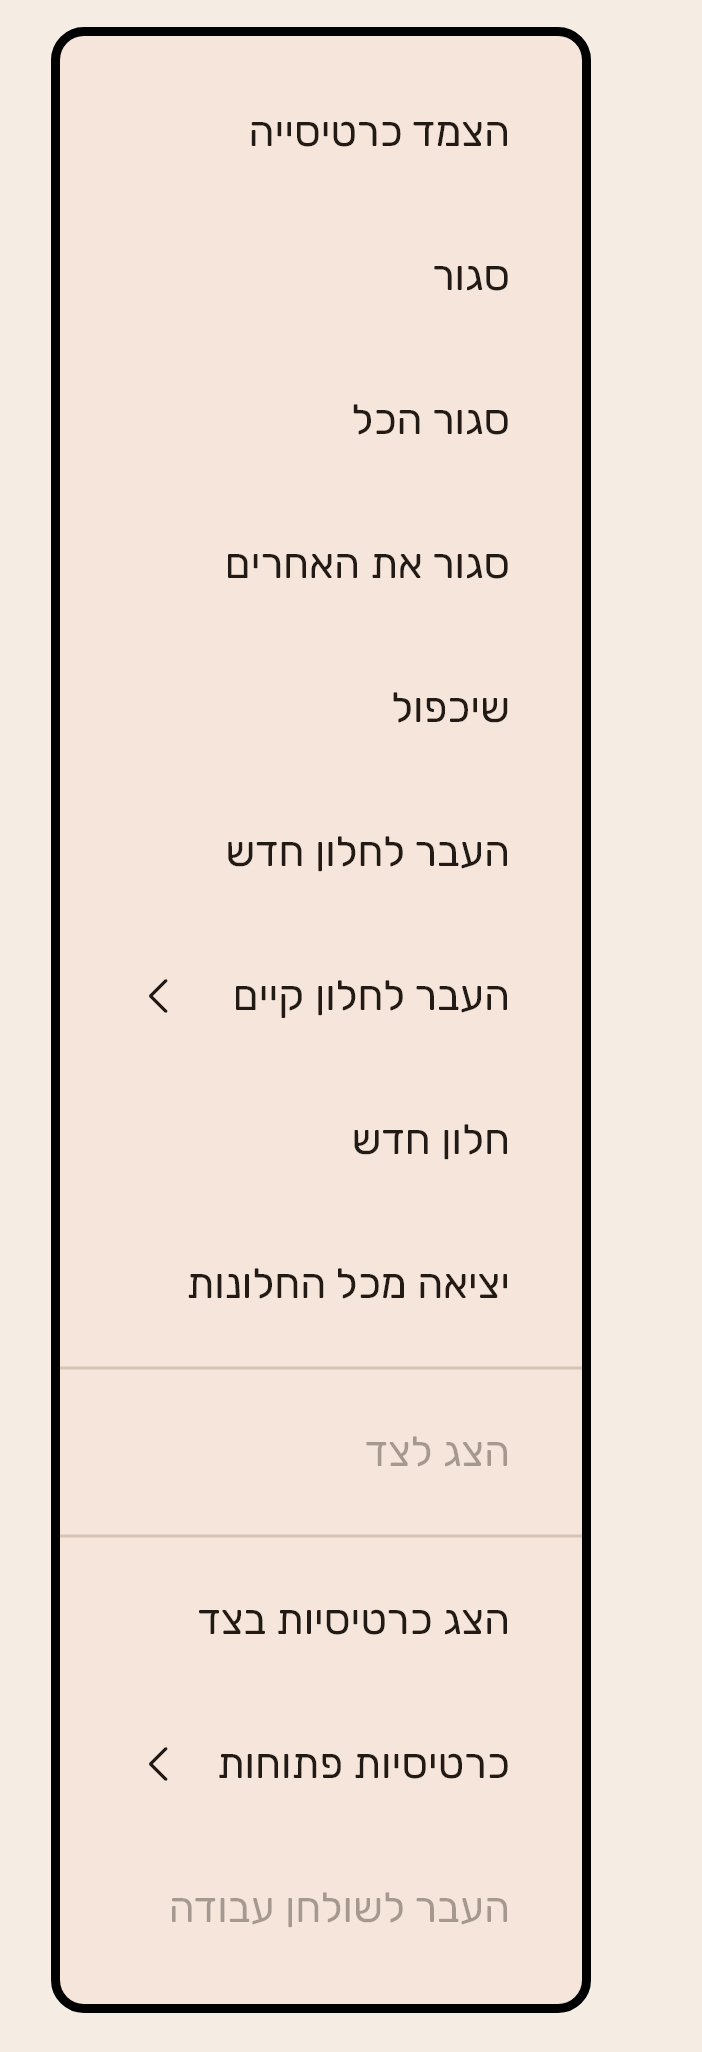 הצמד כרטיסייה
סגור
סגור הכל
סגור את האחרים
שיכפול
העבר לחלון חדש
העבר לחלון קיים
חלון חדש
יציאה מכל החלונות
הצג לצד
הצג כרטיסיות בצד
כרטיסיות פתוחות
העבר לשולחן עבודה